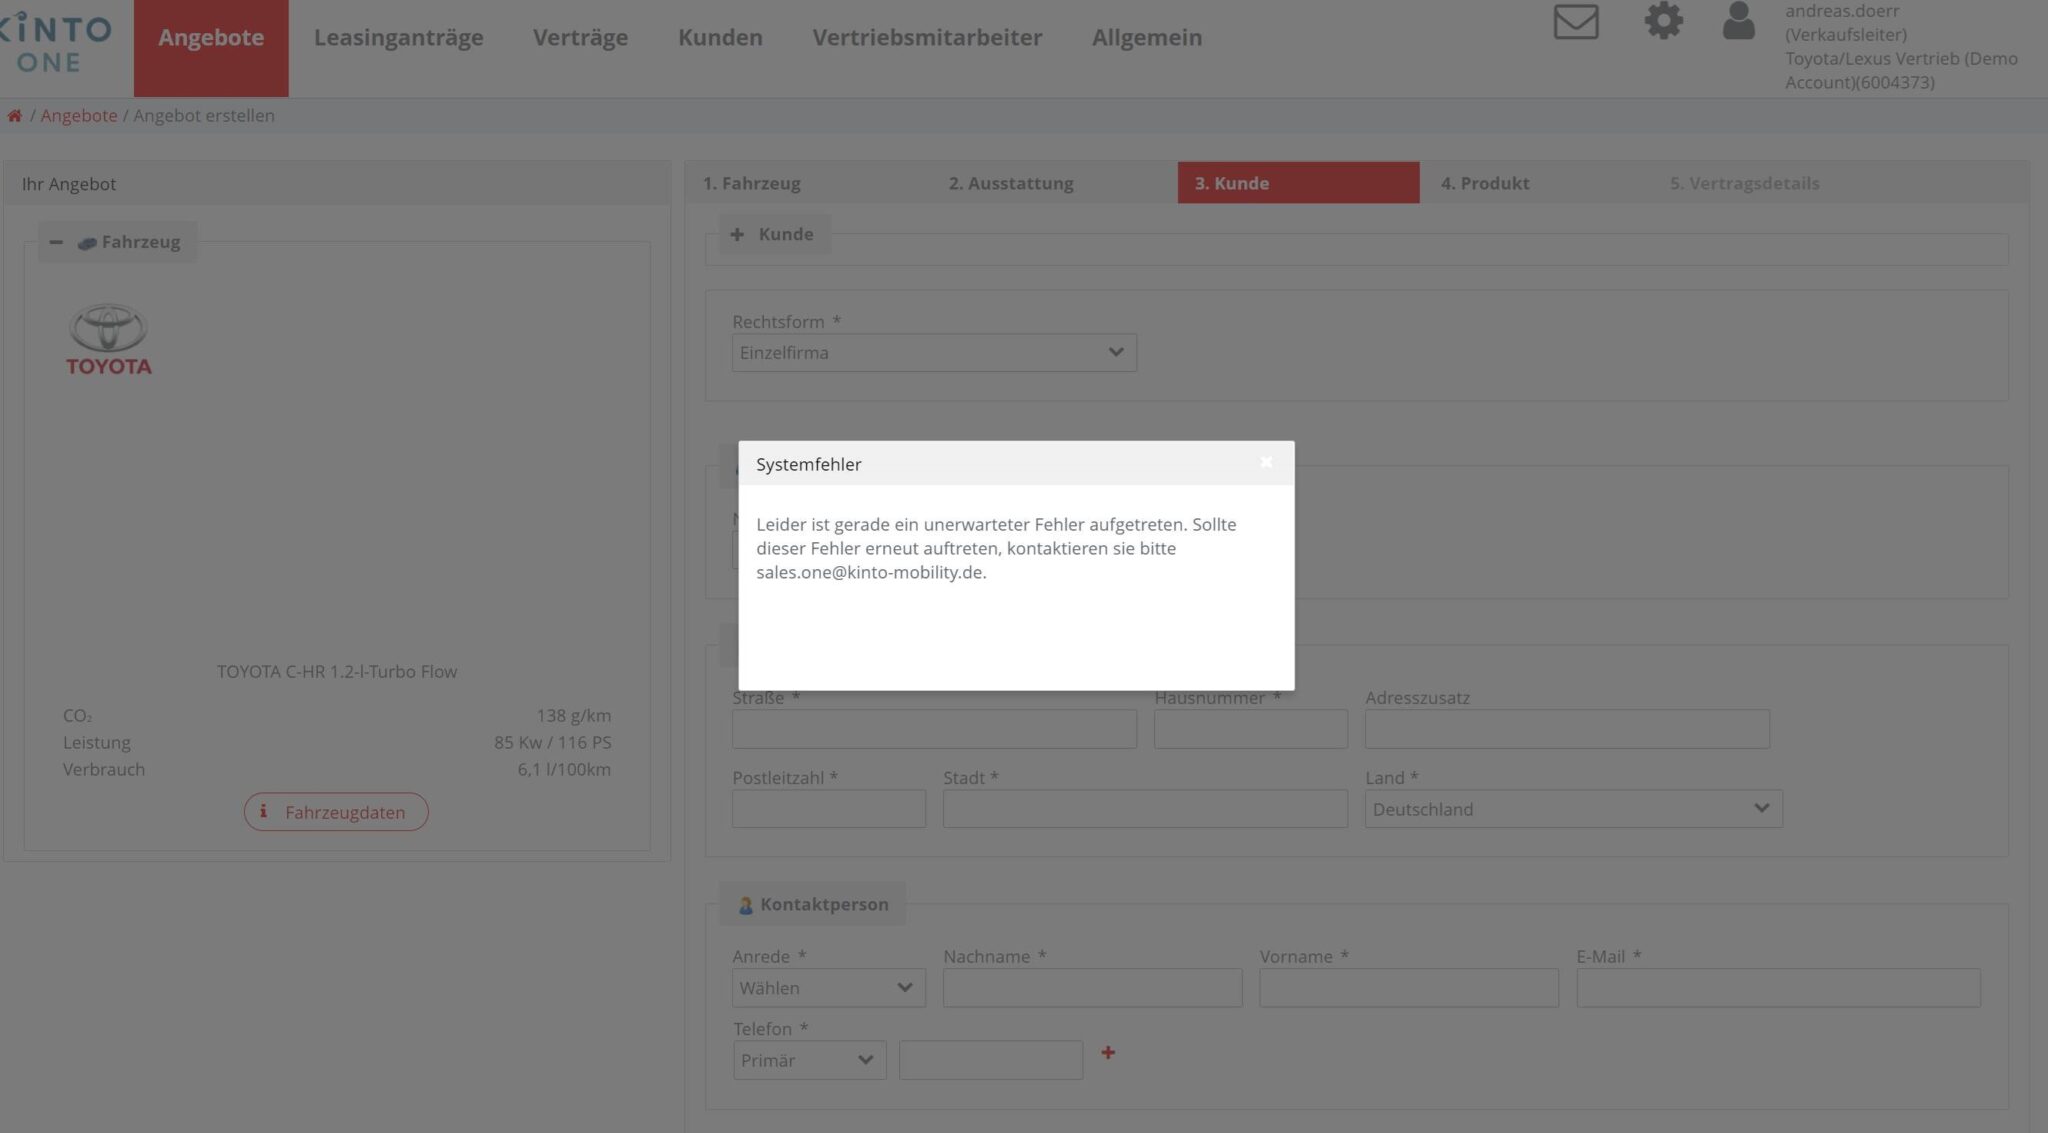 KINTO
ONE
Angebote
Leasinganträge
Verträge
Kunden
Vertriebsmitarbeiter
Allgemein
andreas.doerr
(Verkaufsleiter)
Toyota/Lexus Vertrieb (Demo
Account)(6004373)
/ Angebote / Angebot erstellen
Ihr Angebot
Fahrzeug
TOYOTA
TOYOTA C-HR 1.2-l-Turbo Flow
CO₂ 138 g/km
Leistung 85 Kw / 116 PS
Verbrauch 6,1 l/100km
Fahrzeugdaten
1. Fahrzeug
2. Ausstattung
3. Kunde
4. Produkt
5. Vertragsdetails
Kunde
Rechtsform *
Einzelfirma
Systemfehler
Leider ist gerade ein unerwarteter Fehler aufgetreten. Sollte
dieser Fehler erneut auftreten, kontaktieren sie bitte
sales.one@kinto-mobility.de.
Straße * Hausnummer * Adresszusatz
Postleitzahl * Stadt * Land *
Deutschland
Kontaktperson
Anrede * Nachname * Vorname * E-Mail *
Wählen
Telefon *
Primär